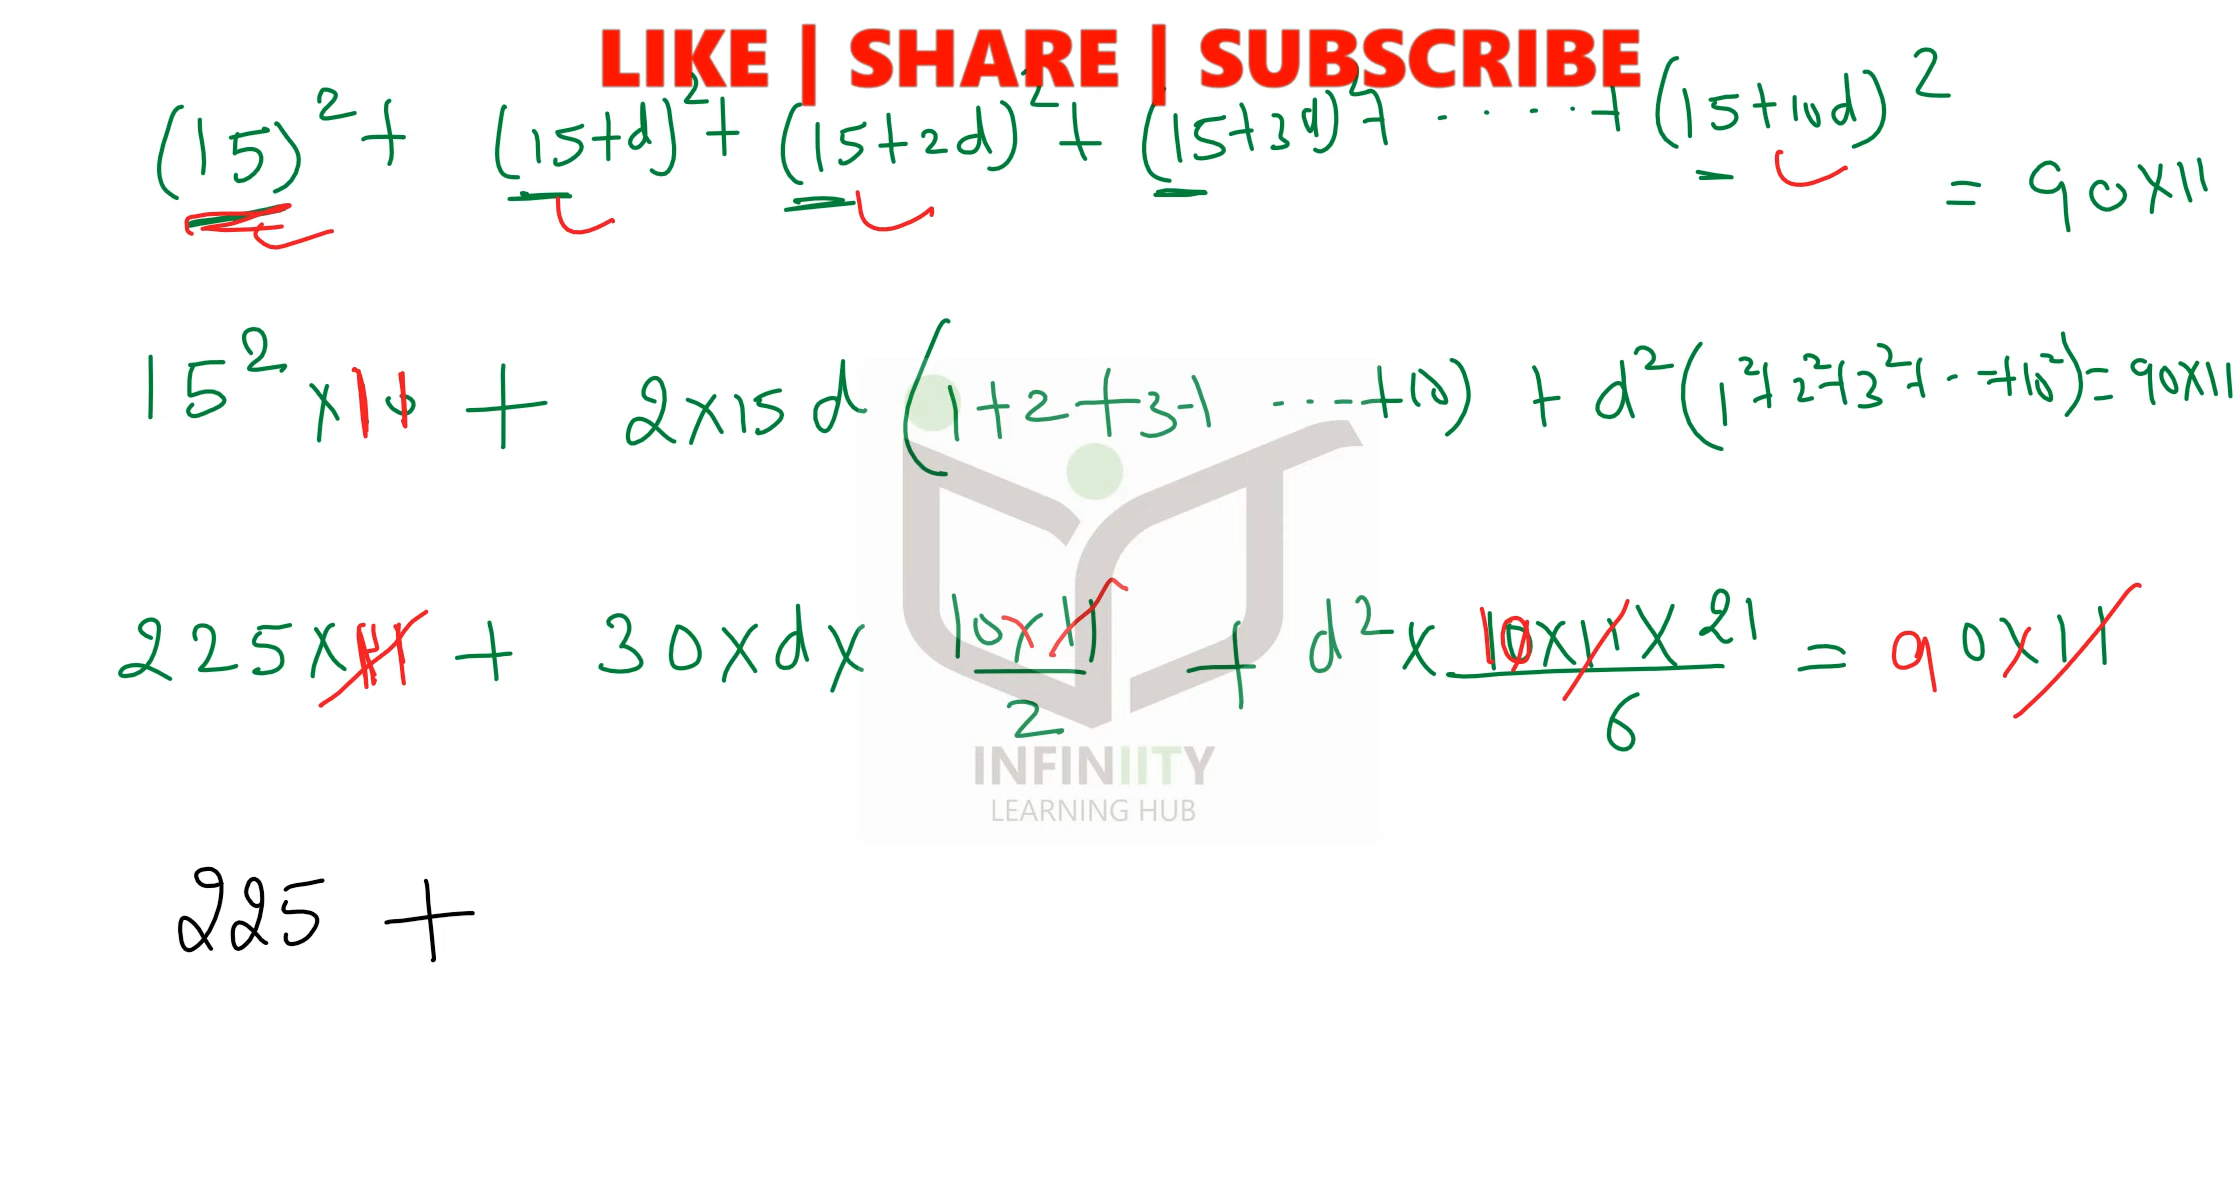 LIKE | SHARE | SUBSCRIBE
(15)² + (15+d)² + (15+2d)² + (15+3d)² + ..... + (15+10d)² = 90×11
15² ×11 + 2×15d (1+2+3+ ....+10) + d² (1²+2²+3²+..-+10²) = 90×11
225×11 + 30×d× 10×11/2 + d²× 10×11×21/6 = 90×11
INFINIITY
LEARNING HUB
225 +